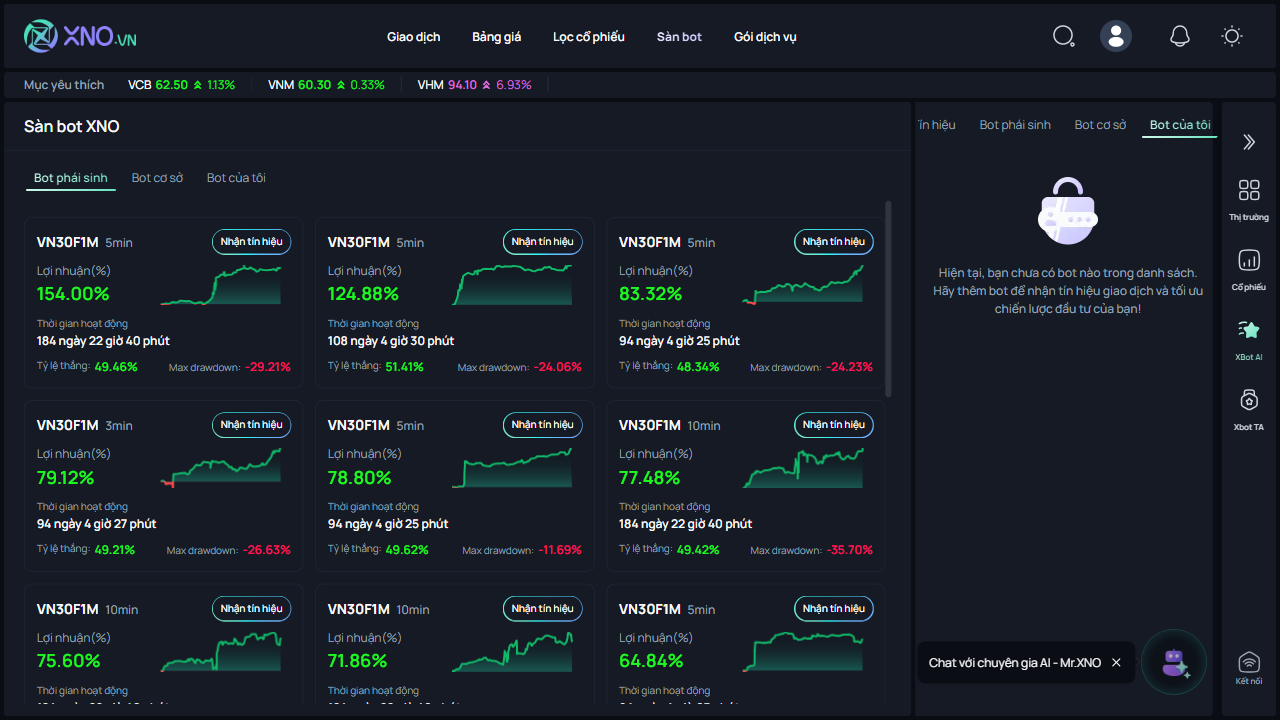 XNO.VN
Giao dịch Bảng giá Lọc cổ phiếu Sàn bot Gói dịch vụ
Mục yêu thích VCB 62.50 1.13% VNM 60.30 0.33% VHM 94.10 6.93%
Sàn bot XNO
Bot phái sinh Bot cơ sở Bot của tôi
VN30F1M 5min Nhận tín hiệu
Lợi nhuận(%)
154.00%
Thời gian hoạt động
184 ngày 22 giờ 40 phút
Tỷ lệ thắng: 49.46% Max drawdown: -29.21%
VN30F1M 5min Nhận tín hiệu
Lợi nhuận(%)
124.88%
Thời gian hoạt động
108 ngày 4 giờ 30 phút
Tỷ lệ thắng: 51.41% Max drawdown: -24.06%
VN30F1M 5min Nhận tín hiệu
Lợi nhuận(%)
83.32%
Thời gian hoạt động
94 ngày 4 giờ 25 phút
Tỷ lệ thắng: 48.34% Max drawdown: -24.23%
VN30F1M 3min Nhận tín hiệu
Lợi nhuận(%)
79.12%
Thời gian hoạt động
94 ngày 4 giờ 27 phút
Tỷ lệ thắng: 49.21% Max drawdown: -26.63%
VN30F1M 5min Nhận tín hiệu
Lợi nhuận(%)
78.80%
Thời gian hoạt động
94 ngày 4 giờ 25 phút
Tỷ lệ thắng: 49.62% Max drawdown: -11.69%
VN30F1M 10min Nhận tín hiệu
Lợi nhuận(%)
77.48%
Thời gian hoạt động
184 ngày 22 giờ 40 phút
Tỷ lệ thắng: 49.42% Max drawdown: -35.70%
VN30F1M 10min Nhận tín hiệu
Lợi nhuận(%)
75.60%
Thời gian hoạt động
VN30F1M 10min Nhận tín hiệu
Lợi nhuận(%)
71.86%
Thời gian hoạt động
VN30F1M 5min Nhận tín hiệu
Lợi nhuận(%)
64.84%
Thời gian hoạt động
Tín hiệu Bot phái sinh Bot cơ sở Bot của tôi
Hiện tại, bạn chưa có bot nào trong danh sách.
Hãy thêm bot để nhận tín hiệu giao dịch và tối ưu
chiến lược đầu tư của bạn!
Chat với chuyên gia AI - Mr.XNO
Thị trường
Cổ phiếu
XBot AI
Xbot TA
Kết nối